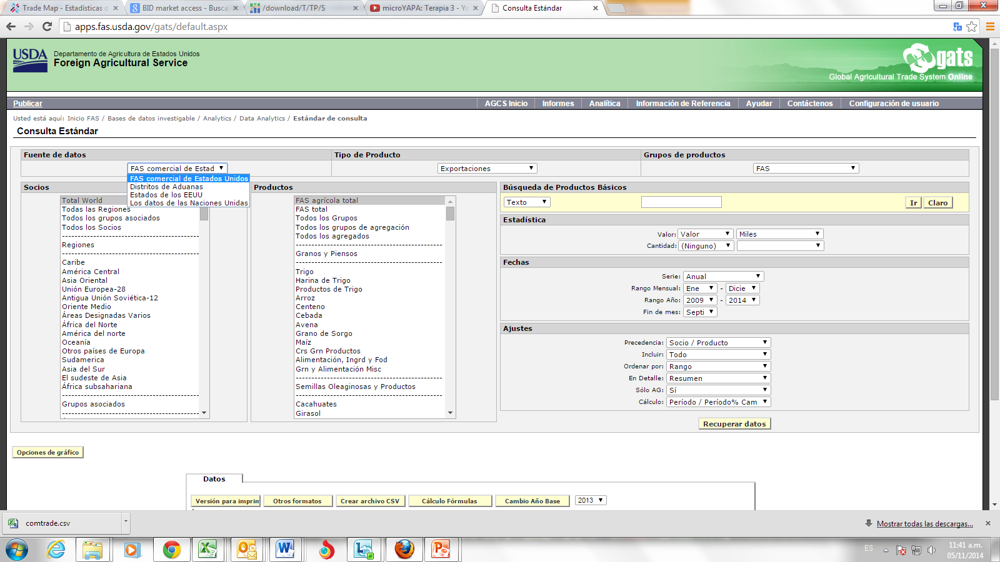 Trade Map - Estadísticas d
BID market access - Busca
/download/T/TP/S
microYAPA: Terapia 3 - Yo
Consulta Estándar
apps.fas.usda.gov/gats/default.aspx
USDA
Departamento de Agricultura de Estados Unidos
Foreign Agricultural Service
gats
Global Agricultural Trade System Online
Publicar
AGCS Inicio
Informes
Analítica
Información de Referencia
Ayudar
Contáctenos
Configuración de usuario
Usted está aquí: Inicio FAS / Bases de datos investigable / Analytics / Data Analytics / Estándar de consulta
Consulta Estándar
Fuente de datos
Tipo de Producto
Grupos de productos
FAS comercial de Estad
Exportaciones
FAS
FAS comercial de Estados Unidos
Distritos de Aduanas
Estados de los EEUU
Los datos de las Naciones Unidas
Socios
Total World
Todas las Regiones
Todos los grupos asociados
Todos los Socios
Regiones
Caribe
América Central
Asia Oriental
Unión Europea-28
Antigua Unión Soviética-12
Oriente Medio
Áreas Designadas Varios
África del Norte
América del norte
Oceanía
Otros países de Europa
Sudamerica
Asia del Sur
El sudeste de Asia
África subsahariana
Grupos asociados
Productos
FAS agrícola total
FAS total
Todos los Grupos
Todos los grupos de agregación
Todos los agregados
Granos y Piensos
Trigo
Harina de Trigo
Productos de Trigo
Arroz
Centeno
Cebada
Avena
Grano de Sorgo
Maíz
Crs Grn Productos
Alimentación, Ingrd y Fod
Grn y Alimentación Misc
Semillas Oleaginosas y Productos
Cacahuates
Girasol
Búsqueda de Productos Básicos
Texto
Ir
Claro
Estadística
Valor: Valor Miles
Cantidad: (Ninguno)
Fechas
Serie: Anual
Rango Mensual: Ene - Dicie
Rango Año: 2009 - 2014
Fin de mes: Septi
Ajustes
Precedencia: Socio / Producto
Incluir: Todo
Ordenar por: Rango
En Detalle: Resumen
Sólo AG: Sí
Cálculo: Período / Período% Cam
Recuperar datos
Opciones de gráfico
Datos
Versión para imprim
Otros formatos
Crear archivo CSV
Cálculo Fórmulas
Cambio Año Base
2013
comtrade.csv
Mostrar todas las descargas...
ES
11:41 a.m.
05/11/2014